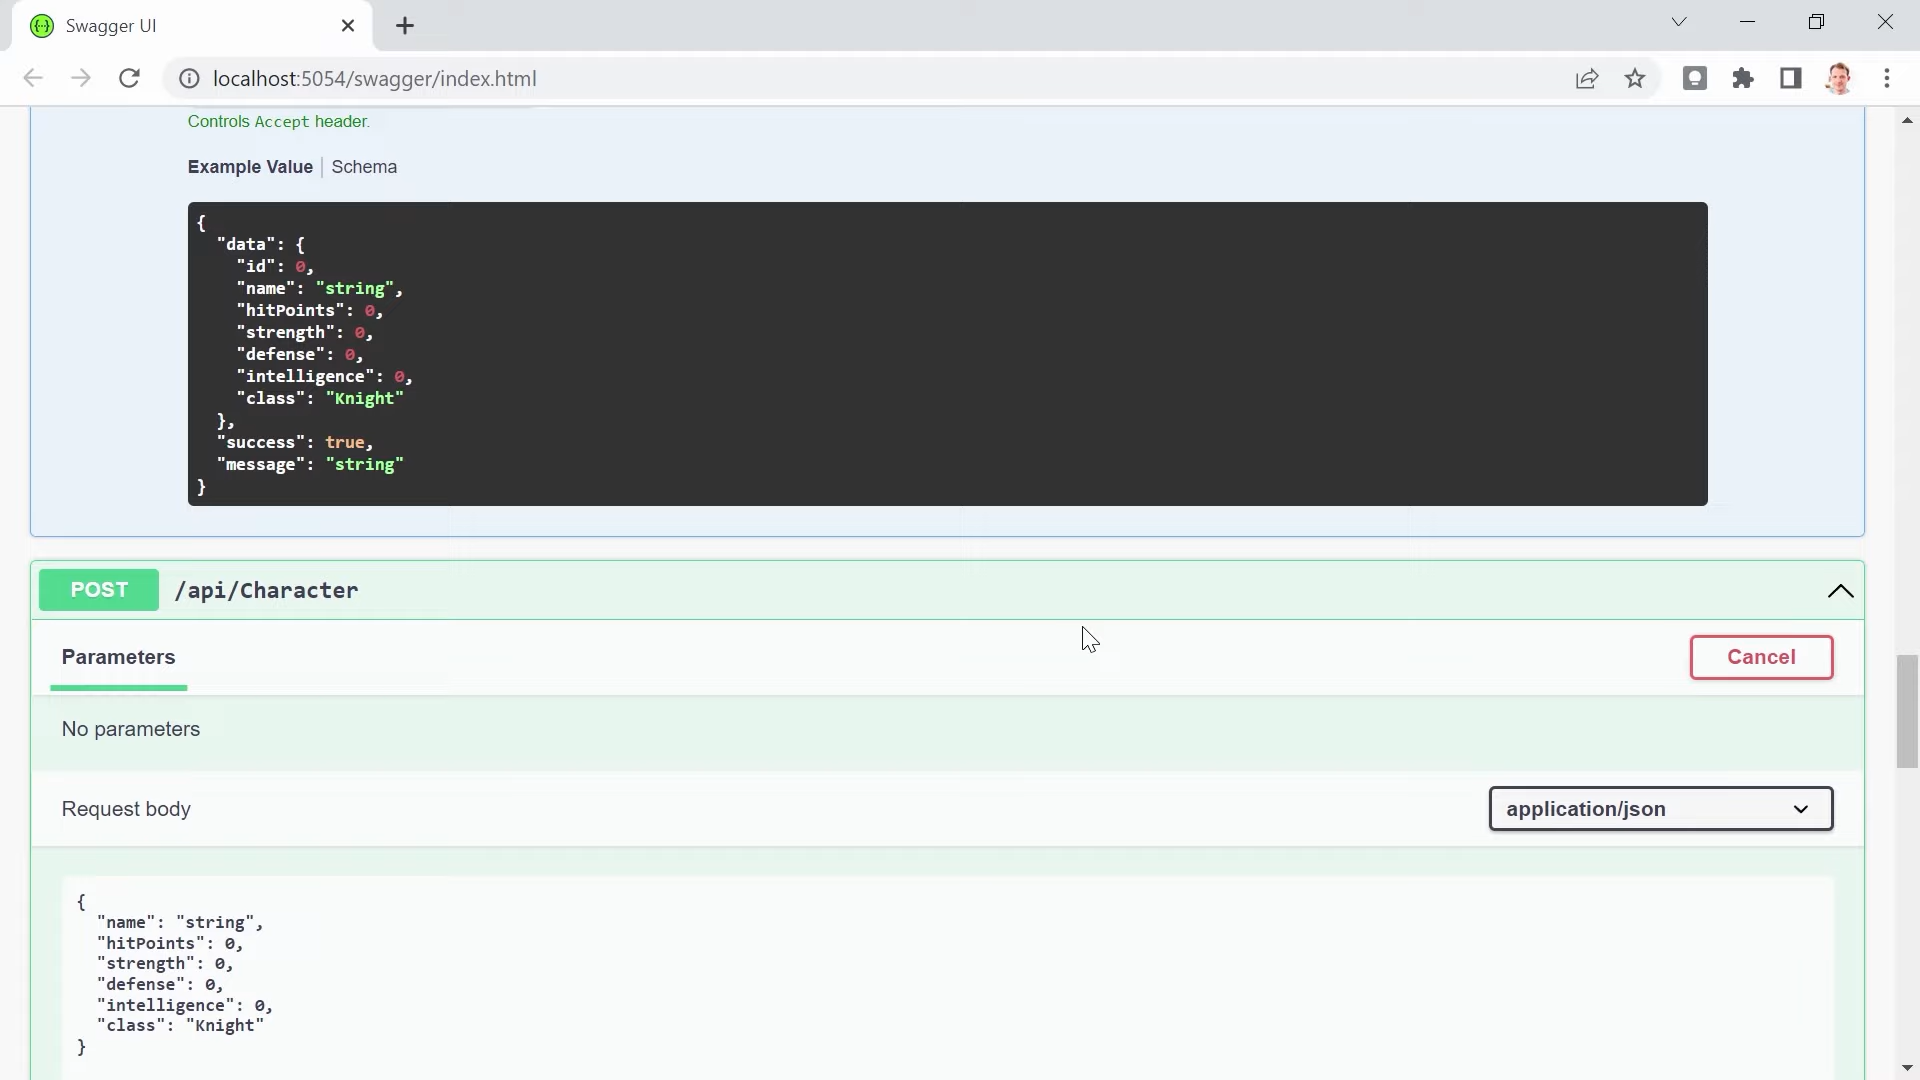 Swagger UI
localhost:5054/swagger/index.html
Controls Accept header.
Example Value | Schema
{
  "data": {
    "id": 0,
    "name": "string",
    "hitPoints": 0,
    "strength": 0,
    "defense": 0,
    "intelligence": 0,
    "class": "Knight"
  },
  "success": true,
  "message": "string"
}
POST /api/Character
Parameters
Cancel
No parameters
Request body
application/json
{
  "name": "string",
  "hitPoints": 0,
  "strength": 0,
  "defense": 0,
  "intelligence": 0,
  "class": "Knight"
}